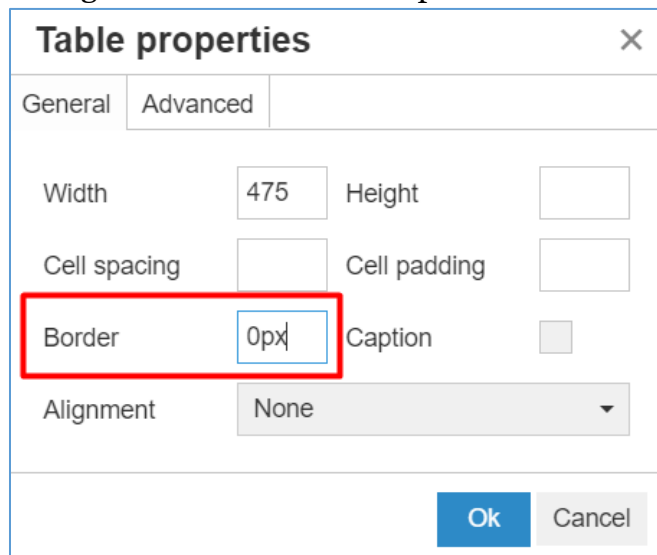 Table properties ×
General Advanced
Width 475 Height
Cell spacing Cell padding
Border 0px Caption
Alignment None
Ok Cancel